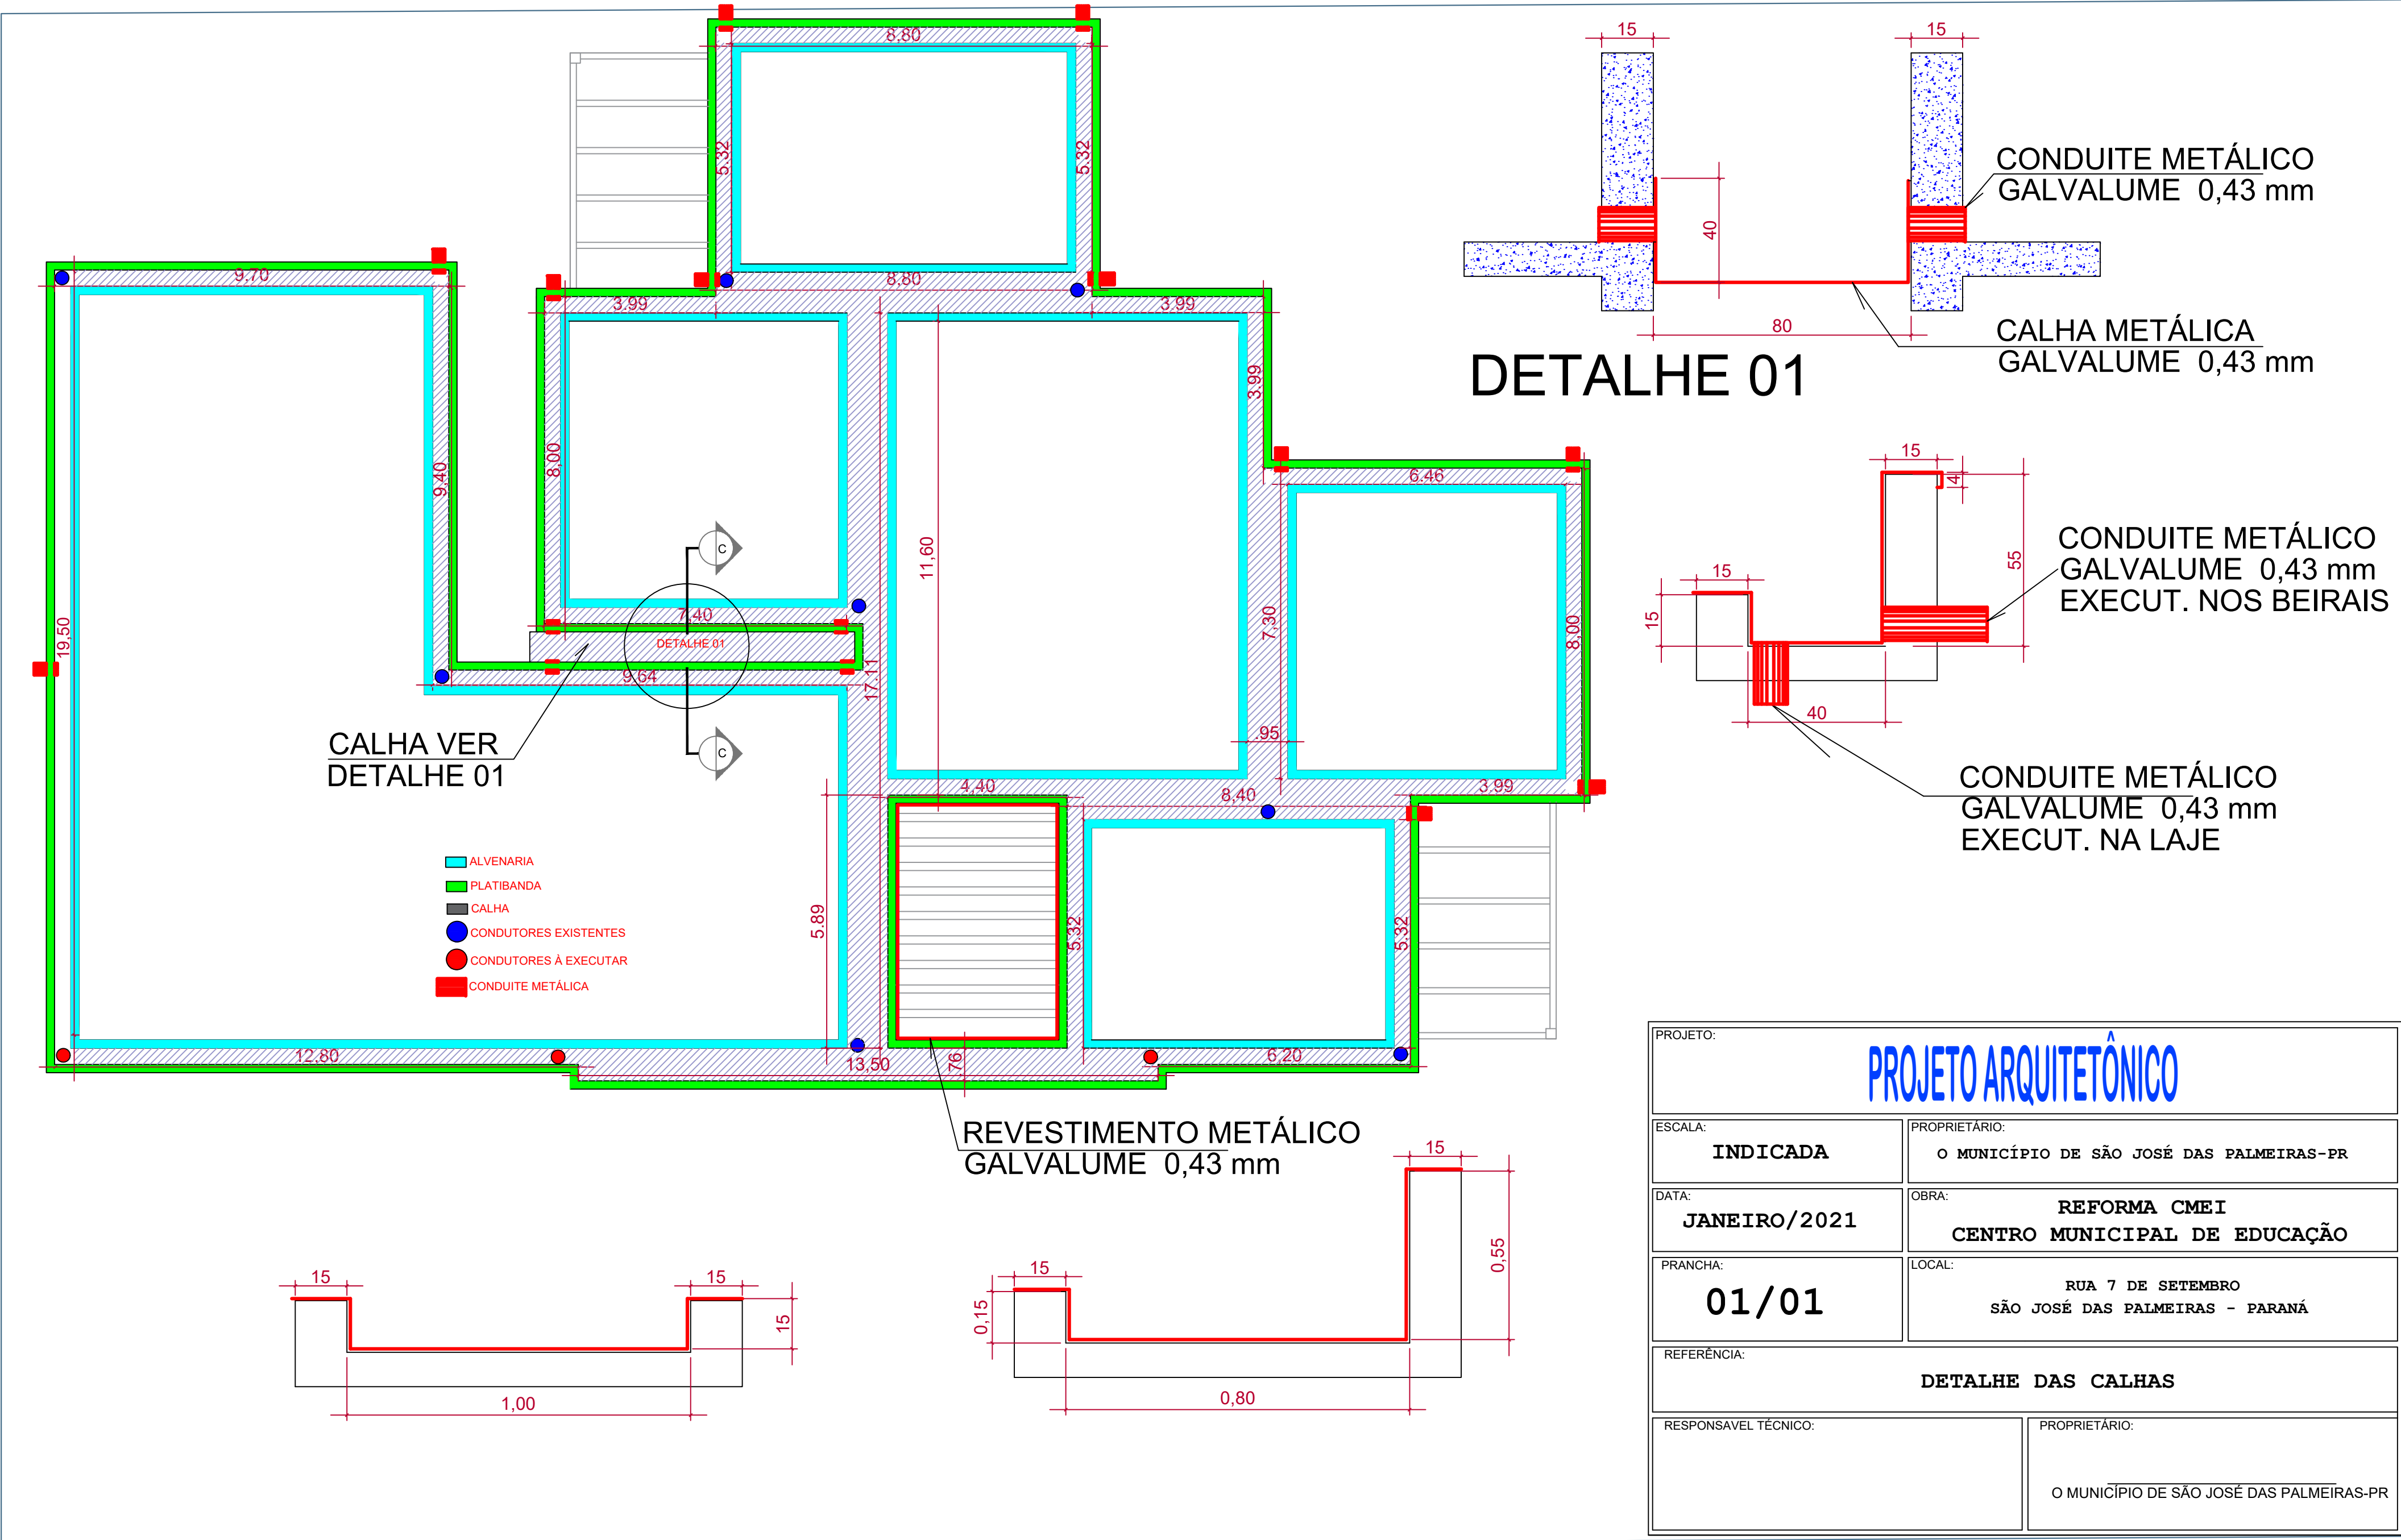 8,80
15
15
CONDUITE METÁLICO
GALVALUME 0,43 mm
5.32
5.32
40
9,70
8,80
3.99
3.99
80
CALHA METÁLICA
GALVALUME 0,43 mm
DETALHE 01
3.99
9,40
8,00
6.46
15
4
C
11,60
55
CONDUITE METÁLICO
GALVALUME 0,43 mm
EXECUT. NOS BEIRAIS
15
15
7,40
DETALHE 01
19,50
7,30
8,00
9.64
17.11
40
CALHA VER
DETALHE 01
C
.95
4,40
8,40
3.99
CONDUITE METÁLICO
GALVALUME 0,43 mm
EXECUT. NA LAJE
ALVENARIA
PLATIBANDA
CALHA
CONDUTORES EXISTENTES
CONDUTORES À EXECUTAR
CONDUITE METÁLICA
5.89
5.32
5.32
12,80
13,50
.76
6,20
REVESTIMENTO METÁLICO
GALVALUME 0,43 mm
15
15
15
1,00
15
15
0,15
0,55
0,80
PROJETO:
PROJETO ARQUITETÔNICO
ESCALA:
INDICADA
PROPRIETÁRIO:
O MUNICÍPIO DE SÃO JOSÉ DAS PALMEIRAS-PR
DATA:
JANEIRO/2021
OBRA:
REFORMA CMEI
CENTRO MUNICIPAL DE EDUCAÇÃO
PRANCHA:
01/01
LOCAL:
RUA 7 DE SETEMBRO
SÃO JOSÉ DAS PALMEIRAS - PARANÁ
REFERÊNCIA:
DETALHE DAS CALHAS
RESPONSAVEL TÉCNICO:
PROPRIETÁRIO:
O MUNICÍPIO DE SÃO JOSÉ DAS PALMEIRAS-PR